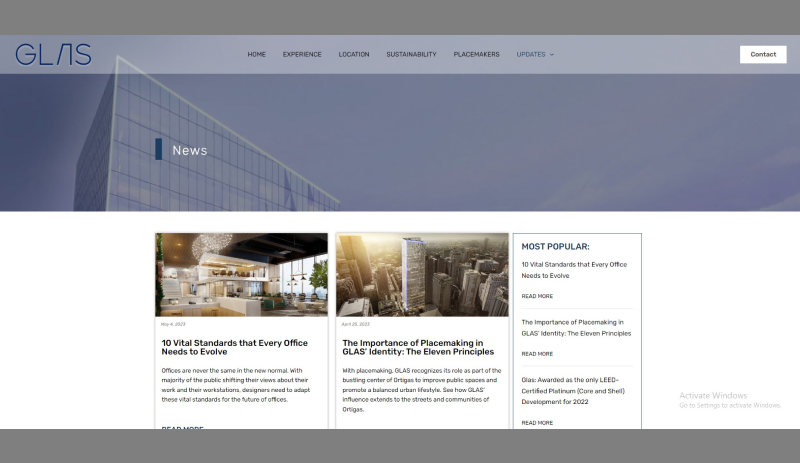 GLAS
HOME EXPERIENCE LOCATION SUSTAINABILITY PLACEMAKERS UPDATES
Contact
News
May 4, 2023
10 Vital Standards that Every Office
Needs to Evolve
Offices are never the same in the new normal. With
majority of the public shifting their views about their
work and their workstations, designers need to adapt
these vital standards for the future of offices.
READ MORE
April 25, 2023
The Importance of Placemaking in
GLAS' Identity: The Eleven Principles
With placemaking, GLAS recognizes its role as part of the
bustling center of Ortigas to improve public spaces and
promote a balanced urban lifestyle. See how GLAS'
influence extends to the streets and communities of
Ortigas.
MOST POPULAR:
10 Vital Standards that Every Office
Needs to Evolve
READ MORE
The Importance of Placemaking in
GLAS' Identity: The Eleven Principles
READ MORE
Glas: Awarded as the only LEED-
Certified Platinum (Core and Shell)
Development for 2022
READ MORE
Activate Windows
Go to Settings to activate Windows.